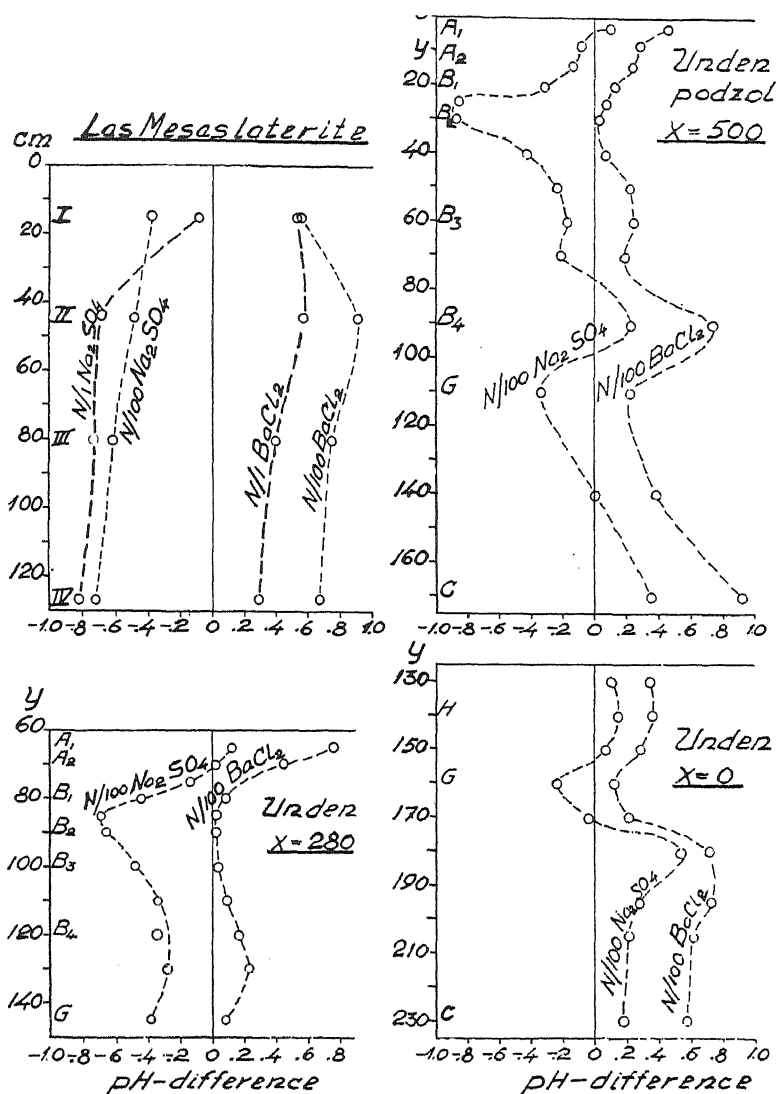 Las Mesas laterite
cm
0
20
40
60
80
100
120
I
II
III
IV
N/1 Na2SO4
N/100 Na2SO4
N/1 BaCl2
N/100 BaCl2
-1.0 -.8 -.6 -.4 -.2 0 .2 .4 .6 .8 1.0
Unden
podzol
X=500
y
20
40
60
80
100
120
140
160
A1
A2
B1
B2
B3
B4
G
C
N/100 Na2SO4
N/100 BaCl2
-1.0 -.8 -.6 -.4 -.2 0 .2 .4 .6 .8 1.0
y
60
80
100
120
140
A1
A2
B1
B2
B3
B4
G
N/100 Na2SO4
N/100 BaCl2
Unden
X=280
-1.0 -.8 -.6 -.4 -.2 0 .2 .4 .6 .8
pH-difference
y
130
150
170
190
210
230
H
G
C
Unden
X=0
N/100 Na2SO4
N/100 BaCl2
-1.0 -.8 -.6 -.4 -.2 0 .2 .4 .6 .8 1.0
pH-difference